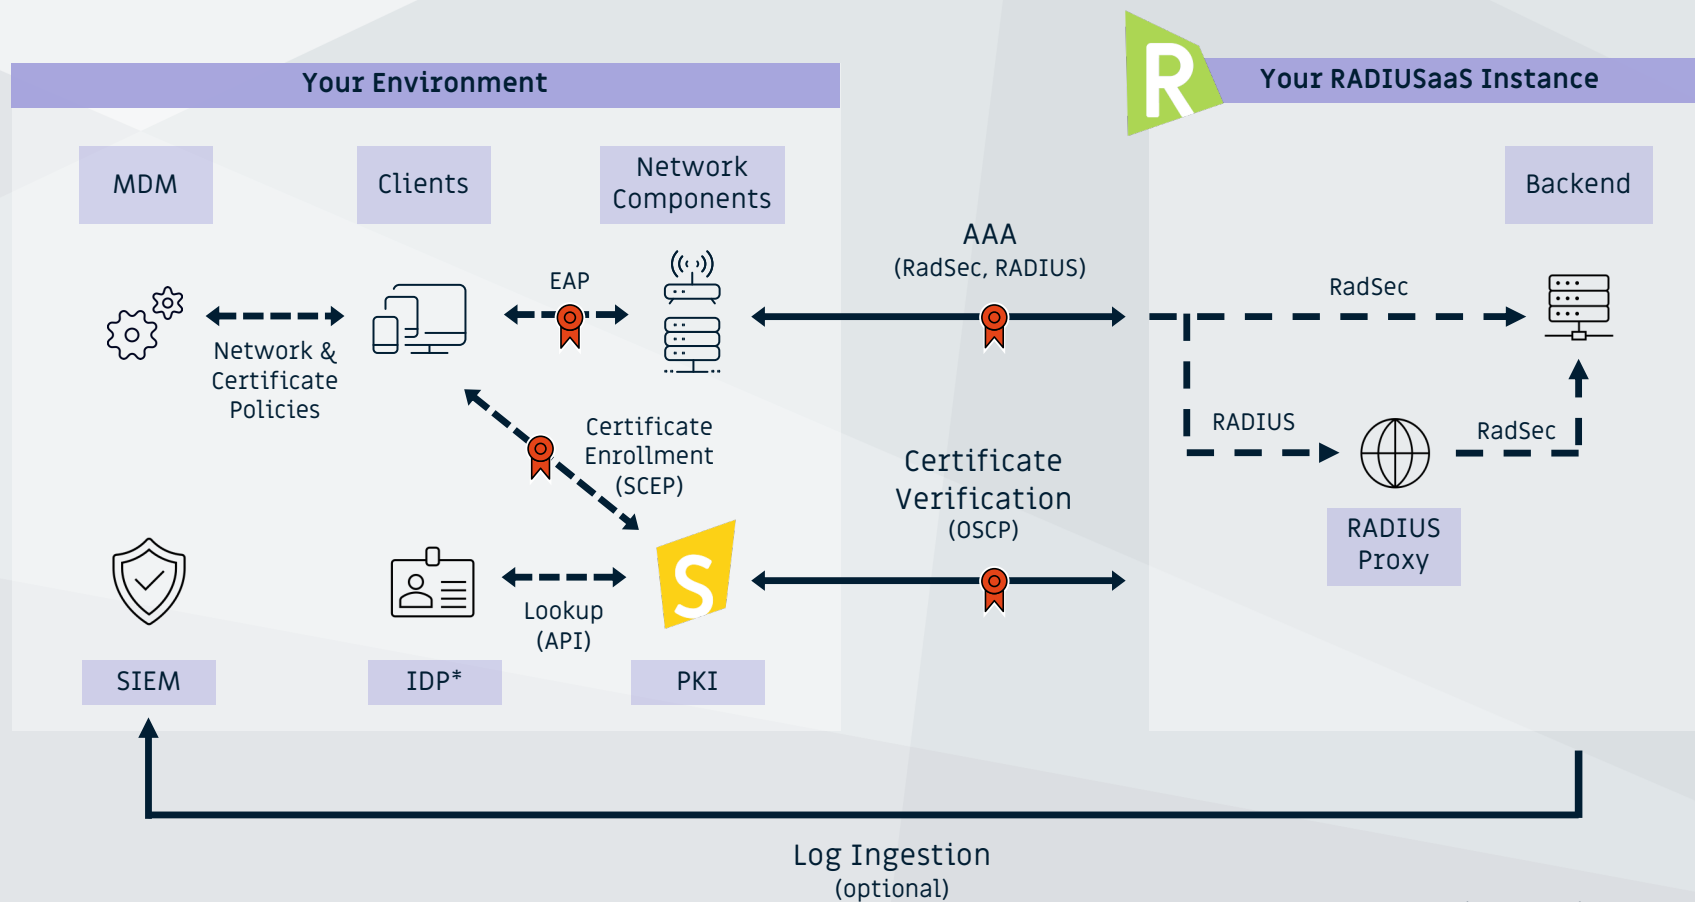 Your Environment
Your RADIUSaaS Instance
R
MDM
Clients
Network
Components
Backend
AAA
(RadSec, RADIUS)
EAP
RadSec
Network &
Certificate
Policies
Certificate
Enrollment
(SCEP)
RADIUS
RadSec
Certificate
Verification
(OSCP)
RADIUS
Proxy
S
Lookup
(API)
SIEM
IDP*
PKI
Log Ingestion
(optional)